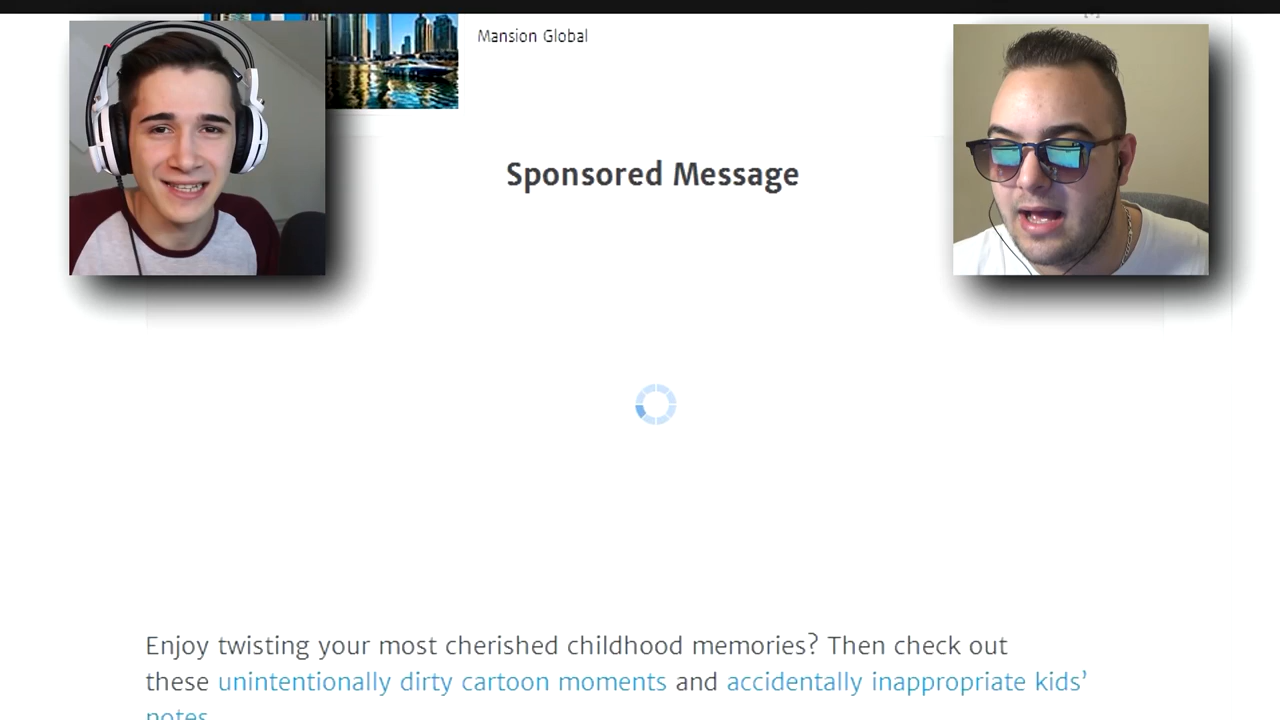 Mansion Global
Sponsored Message
Enjoy twisting your most cherished childhood memories? Then check out
these unintentionally dirty cartoon moments and accidentally inappropriate kids’
notes